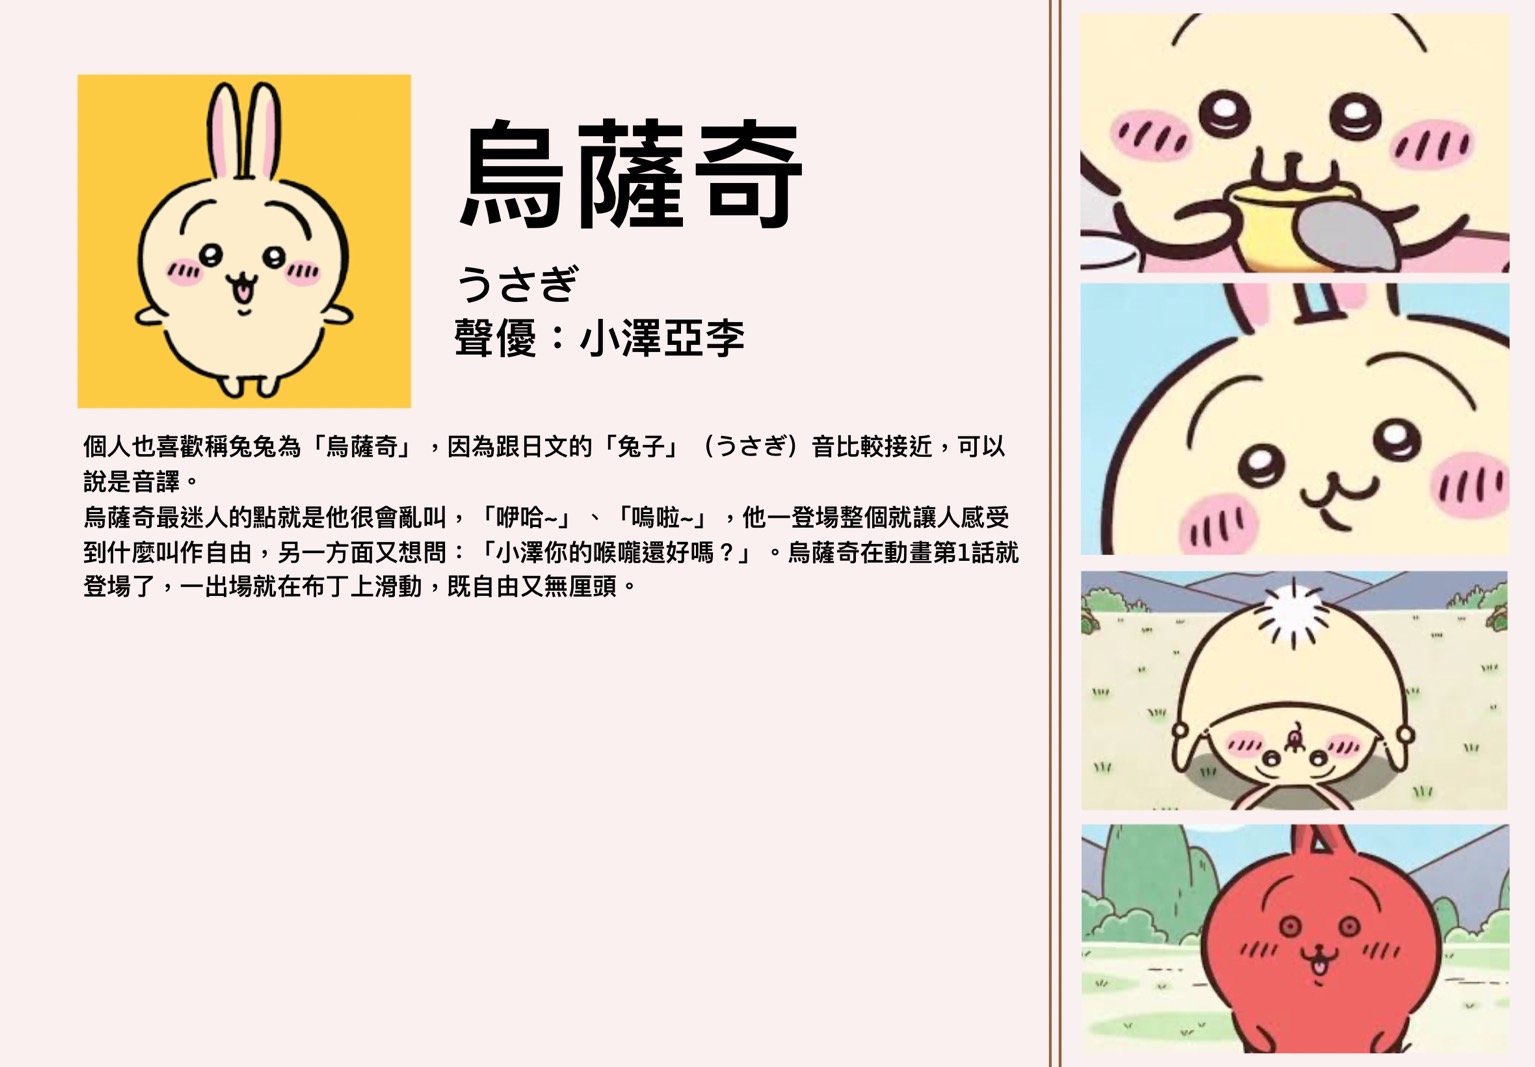 烏薩奇
うさぎ
聲優：小澤亞李
個人也喜歡稱兔兔為「烏薩奇」，因為跟日文的「兔子」（うさぎ）音比較接近，可以
說是音譯。
烏薩奇最迷人的點就是他很會亂叫，「咿哈~」、「嗚啦~」，他一登場整個就讓人感受
到什麼叫作自由，另一方面又想問：「小澤你的喉嚨還好嗎？」。烏薩奇在動畫第1話就
登場了，一出場就在布丁上滑動，既自由又無厘頭。